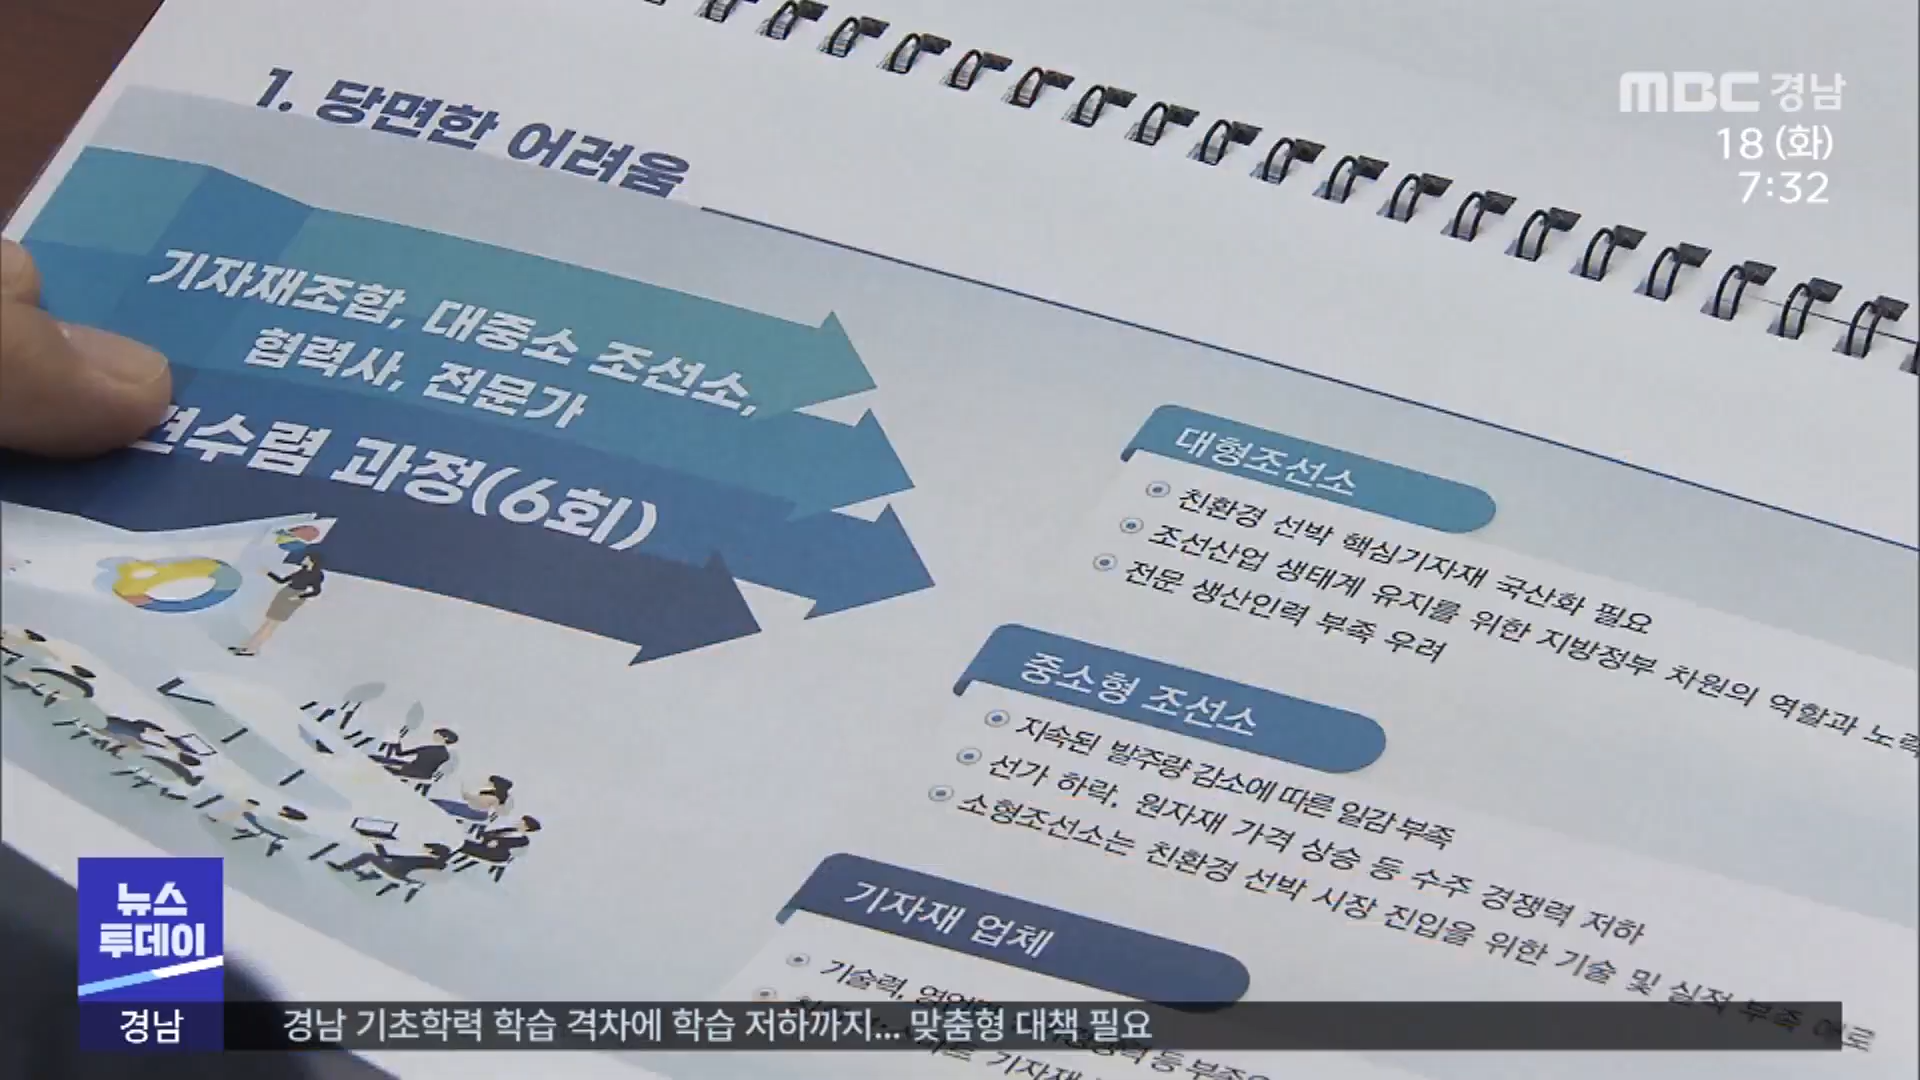 MBC 경남
18 (화)
7:32
1. 당면한 어려움
기자재조합, 대중소 조선소,
협력사, 전문가
견수렴 과정(6회)
대형조선소
친환경 선박 핵심기자재 국산화 필요
조선산업 생태계 유지를 위한 지방정부 차원의 역할과 노력
전문 생산인력 부족 우려
중소형 조선소
지속된 발주량 감소에 따른 일감 부족
선가 하락, 원자재 가격 상승 등 수주 경쟁력 저하
소형조선소는 친환경 선박 시장 진입을 위한 기술 및 실적 부족 애로
기자재 업체
기술력,
기자재
뉴스
투데이
경남
경남 기초학력 학습 격차에 학습 저하까지... 맞춤형 대책 필요